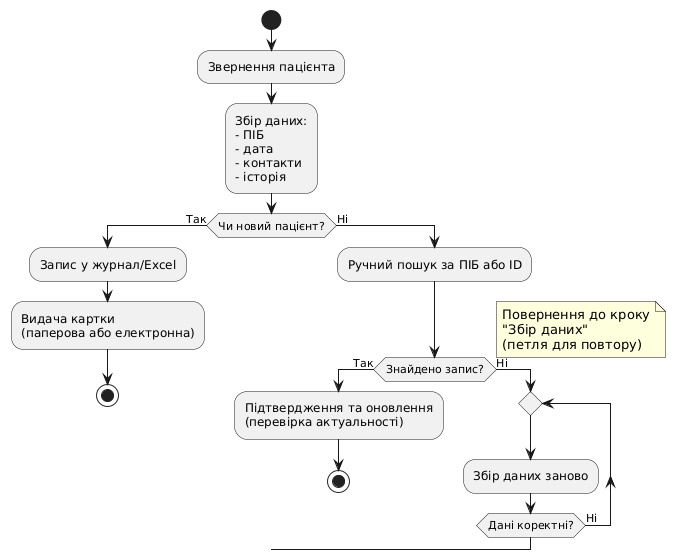 Звернення пацієнта
Збір даних:
- ПІБ
- дата
- контакти
- історія
Чи новий пацієнт?
Так
Ні
Запис у журнал/Excel
Видача картки
(паперова або електронна)
Ручний пошук за ПІБ або ID
Повернення до кроку
"Збір даних"
(петля для повтору)
Знайдено запис?
Так
Ні
Підтвердження та оновлення
(перевірка актуальності)
Збір даних заново
Дані коректні?
Ні